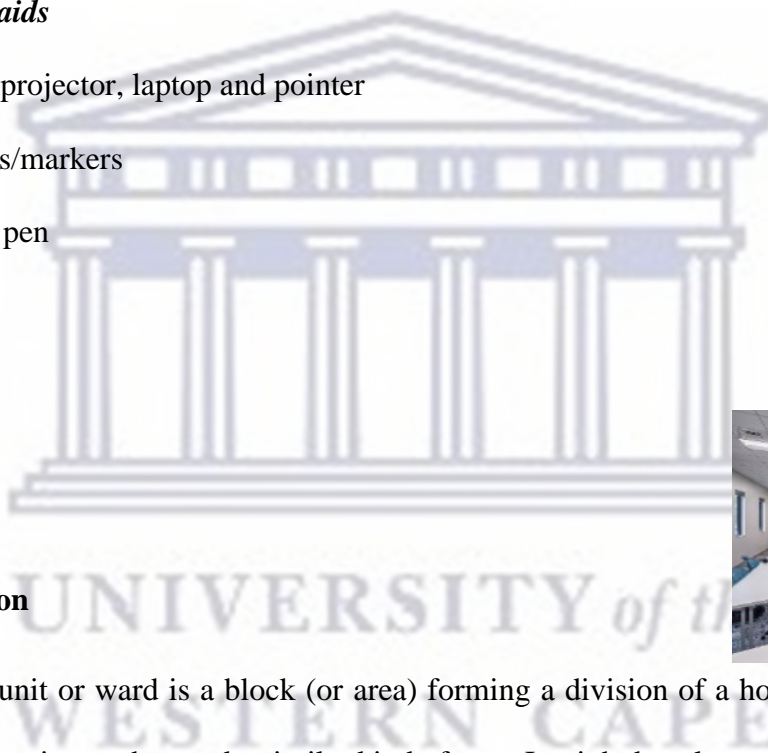 aids
projector, laptop and pointer
s/markers
pen
on
unit or ward is a block (or area) forming a division of a ho
UNIVERSITY of th
WESTERN CAPE